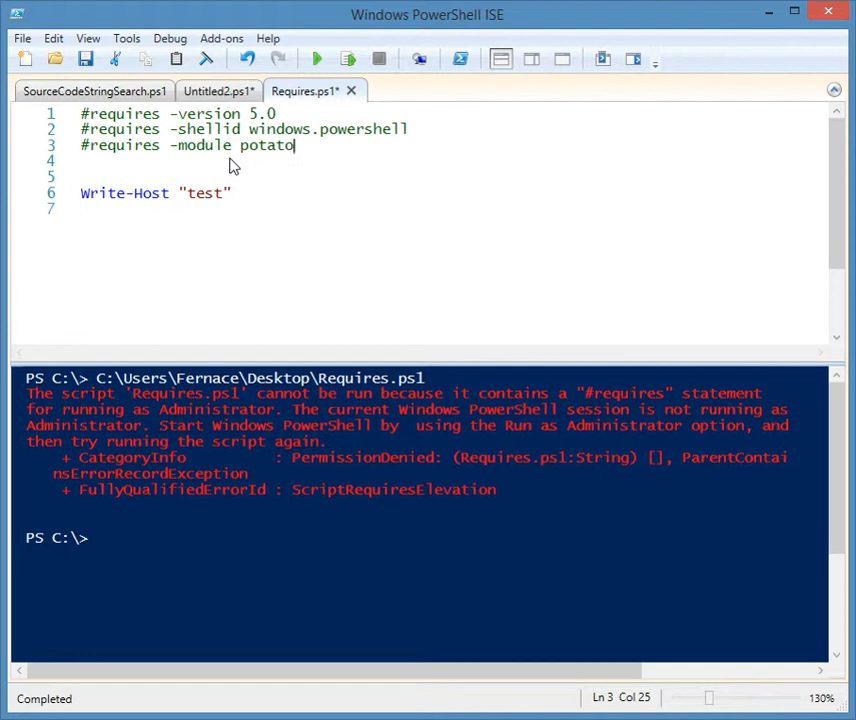 Windows PowerShell ISE
File Edit View Tools Debug Add-ons Help
SourceCodeStringSearch.ps1 Untitled2.ps1* Requires.ps1*
1 #requires -version 5.0
2 #requires -shellid windows.powershell
3 #requires -module potato
4
5
6 Write-Host "test"
7
PS C:\> C:\Users\Fernace\Desktop\Requires.ps1
The script 'Requires.ps1' cannot be run because it contains a "#requires" statement
for running as Administrator. The current Windows PowerShell session is not running as
Administrator. Start Windows PowerShell by  using the Run as Administrator option, and
then try running the script again.
+ CategoryInfo : PermissionDenied: (Requires.ps1:String) [], ParentContai
nsErrorRecordException
+ FullyQualifiedErrorId : ScriptRequiresElevation
PS C:\>
Completed Ln 3 Col 25 130%